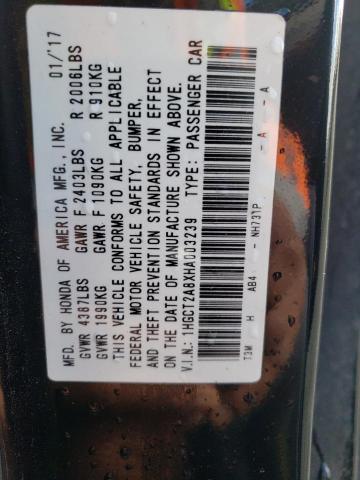 MFD. BY HONDA OF AMERICA MFG., INC. 01/'17
GVWR 4387LBS GAWR F 2403LBS R 2006LBS
GVWR 1990KG GAWR F 1090KG R 910KG
THIS VEHICLE CONFORMS TO ALL APPLICABLE
FEDERAL MOTOR VEHICLE SAFETY, BUMPER,
AND THEFT PREVENTION STANDARDS IN EFFECT
ON THE DATE OF MANUFACTURE SHOWN ABOVE.
V.I.N.: 1HGCT2A8XHA003239 TYPE: PASSENGER CAR
T3M H AB4 NH731P - A - A